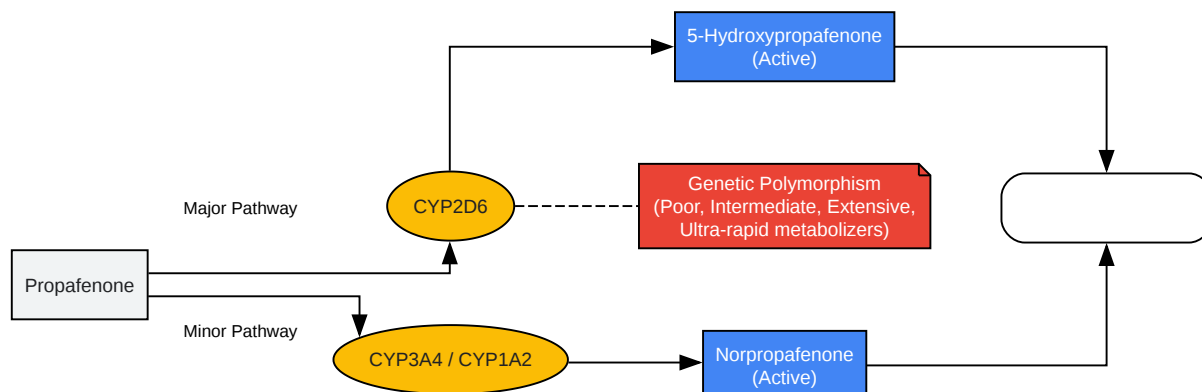 5-Hydroxypropafenone
(Active)
Genetic Polymorphism
(Poor, Intermediate, Extensive,
Ultra-rapid metabolizers)
CYP2D6
Major Pathway
Propafenone
Minor Pathway
CYP3A4 / CYP1A2
Norpropafenone
(Active)